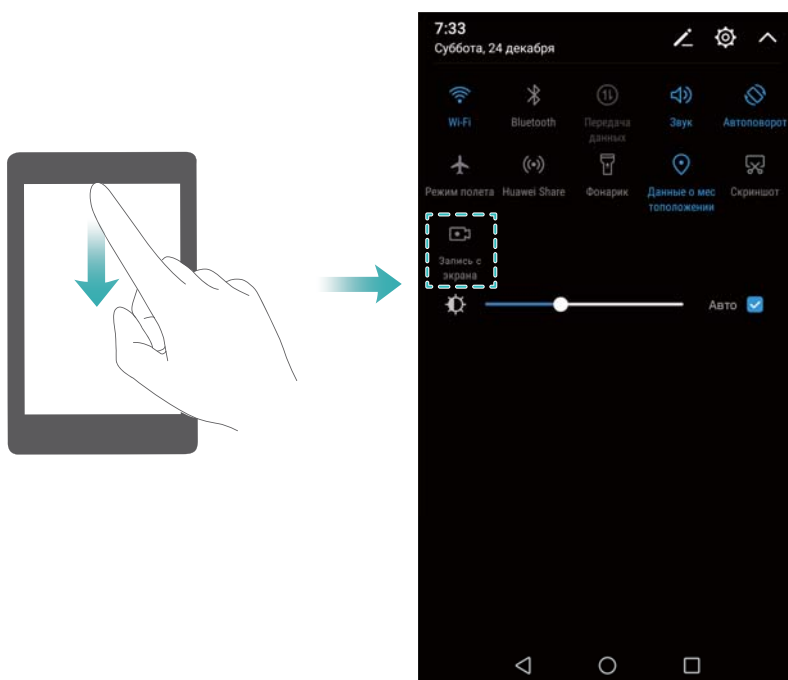 7:33
Суббота, 24 декабря
Wi-Fi Bluetooth Передача Звук Автоповорот
данных
Режим полета Huawei Share Фонарик Данные о мес Скриншот
тоположении
Запись с
экрана
Авто